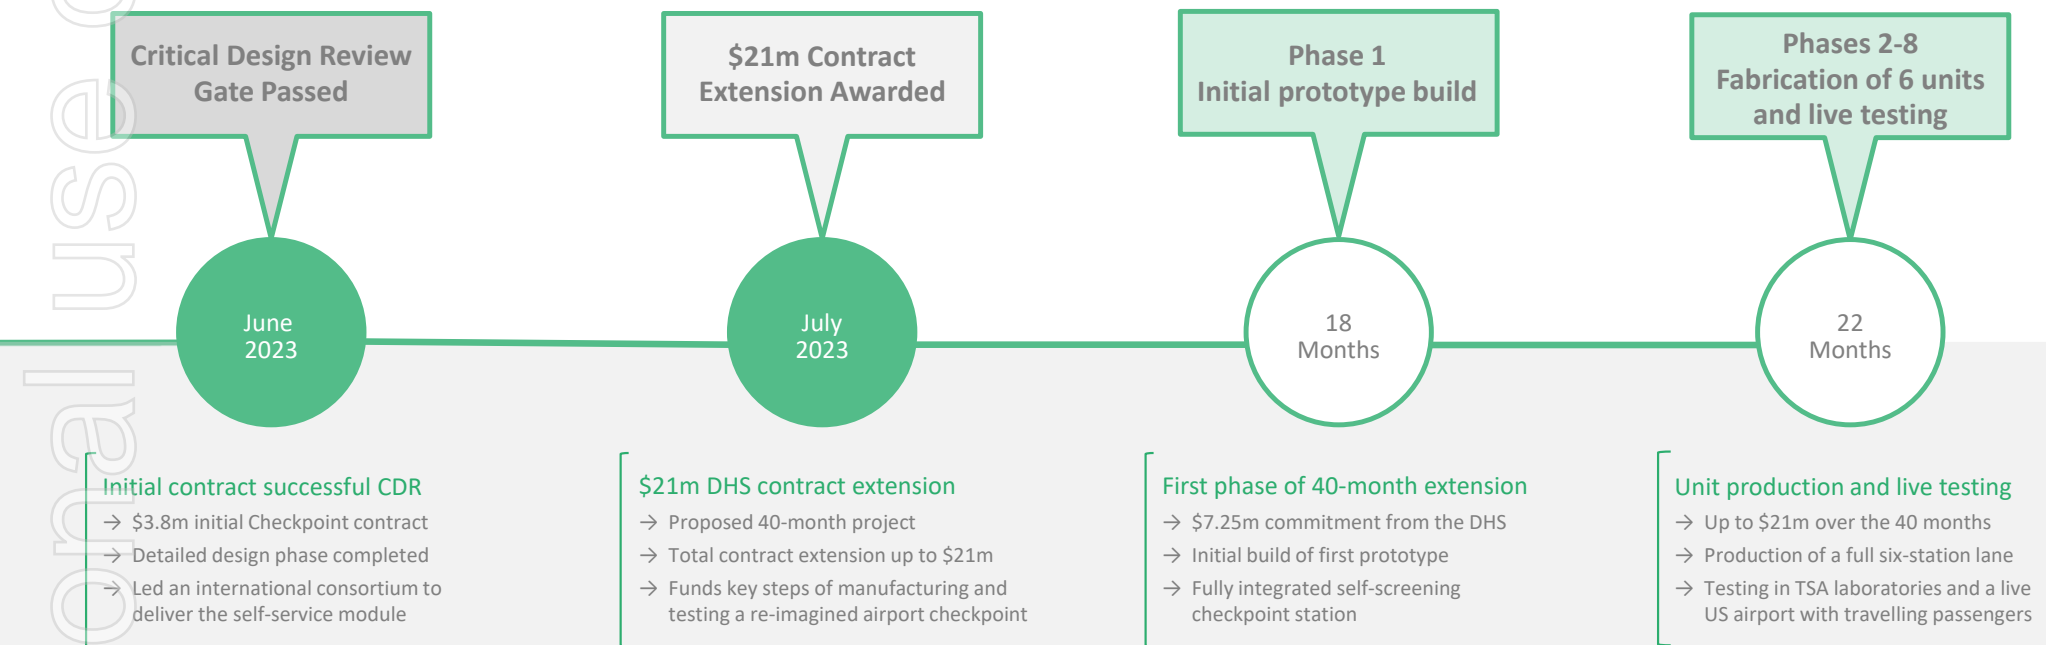 Critical Design Review
Gate Passed
$21m Contract
Extension Awarded
Phase 1
Initial prototype build
Phases 2-8
Fabrication of 6 units
and live testing
June
2023
July
2023
18
Months
22
Months
Initial contract successful CDR
→ $3.8m initial Checkpoint contract
→ Detailed design phase completed
→ Led an international consortium to
deliver the self-service module
$21m DHS contract extension
→ Proposed 40-month project
→ Total contract extension up to $21m
→ Funds key steps of manufacturing and
testing a re-imagined airport checkpoint
First phase of 40-month extension
→ $7.25m commitment from the DHS
→ Initial build of first prototype
→ Fully integrated self-screening
checkpoint station
Unit production and live testing
→ Up to $21m over the 40 months
→ Production of a full six-station lane
→ Testing in TSA laboratories and a live
US airport with travelling passengers
onal use